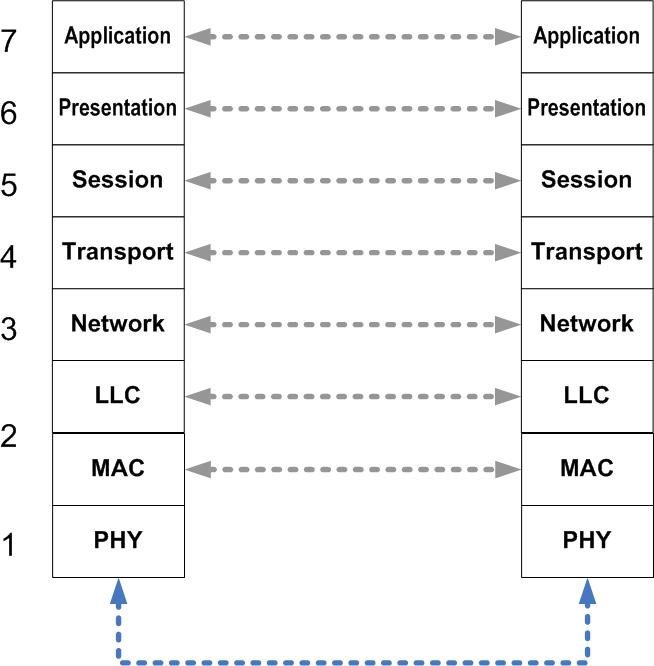 7 Application Application
6 Presentation Presentation
5 Session Session
4 Transport Transport
3 Network Network
LLC LLC
2
MAC MAC
1 PHY PHY